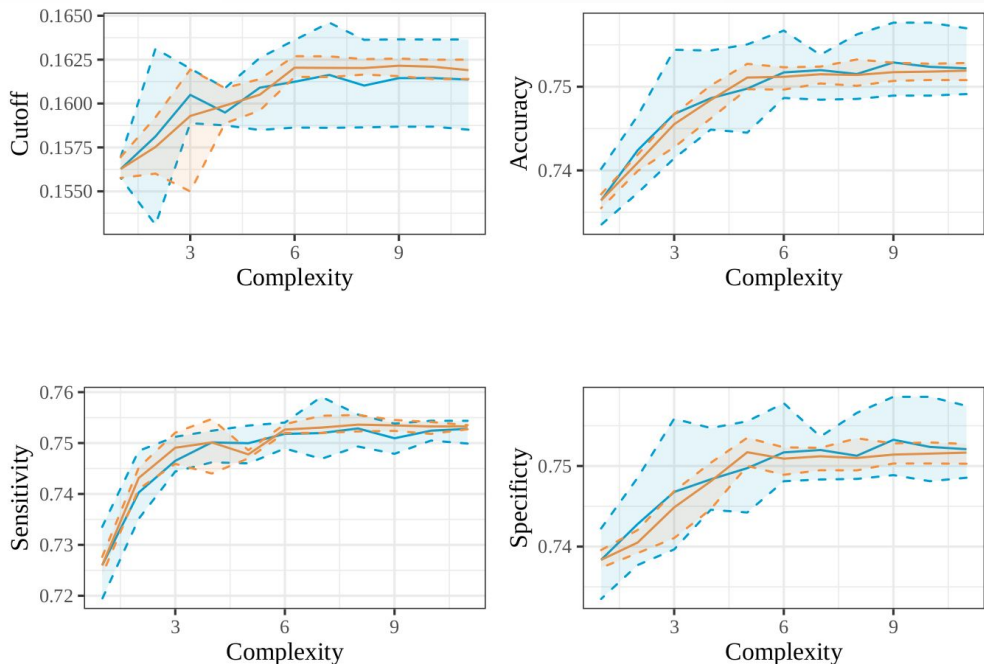 Cutoff
0.1650
0.1625
0.1600
0.1575
0.1550
3 6 9
Complexity
Accuracy
0.75
0.74
3 6 9
Complexity
Sensitivity
0.76
0.75
0.74
0.73
0.72
3 6 9
Complexity
Specificty
0.75
0.74
3 6 9
Complexity